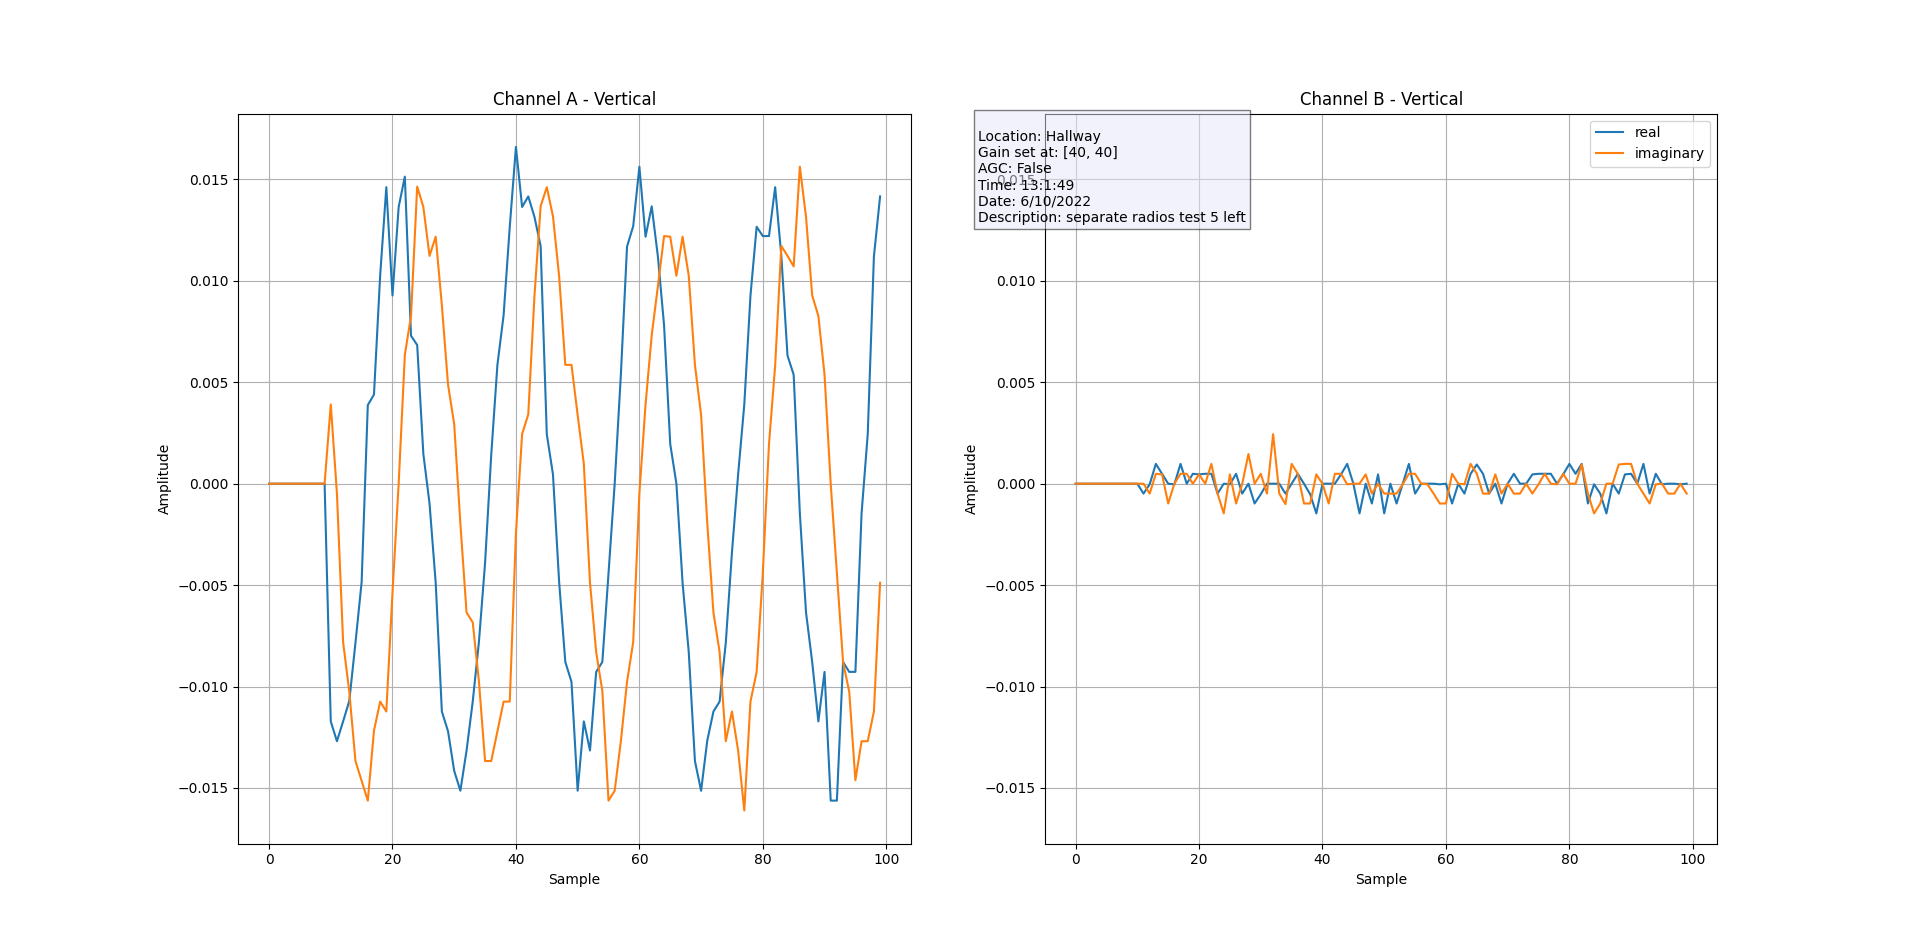 Channel A - Vertical
0.015
0.010
0.005
0.000
−0.005
−0.010
−0.015
Amplitude
0
20
40
60
80
100
Sample
Channel B - Vertical
Location: Hallway
Gain set at: [40, 40]
AGC: False
Time: 13:1:49
Date: 6/10/2022
Description: separate radios test 5 left
real
imaginary
0.015
0.010
0.005
0.000
−0.005
−0.010
−0.015
Amplitude
0
20
40
60
80
100
Sample